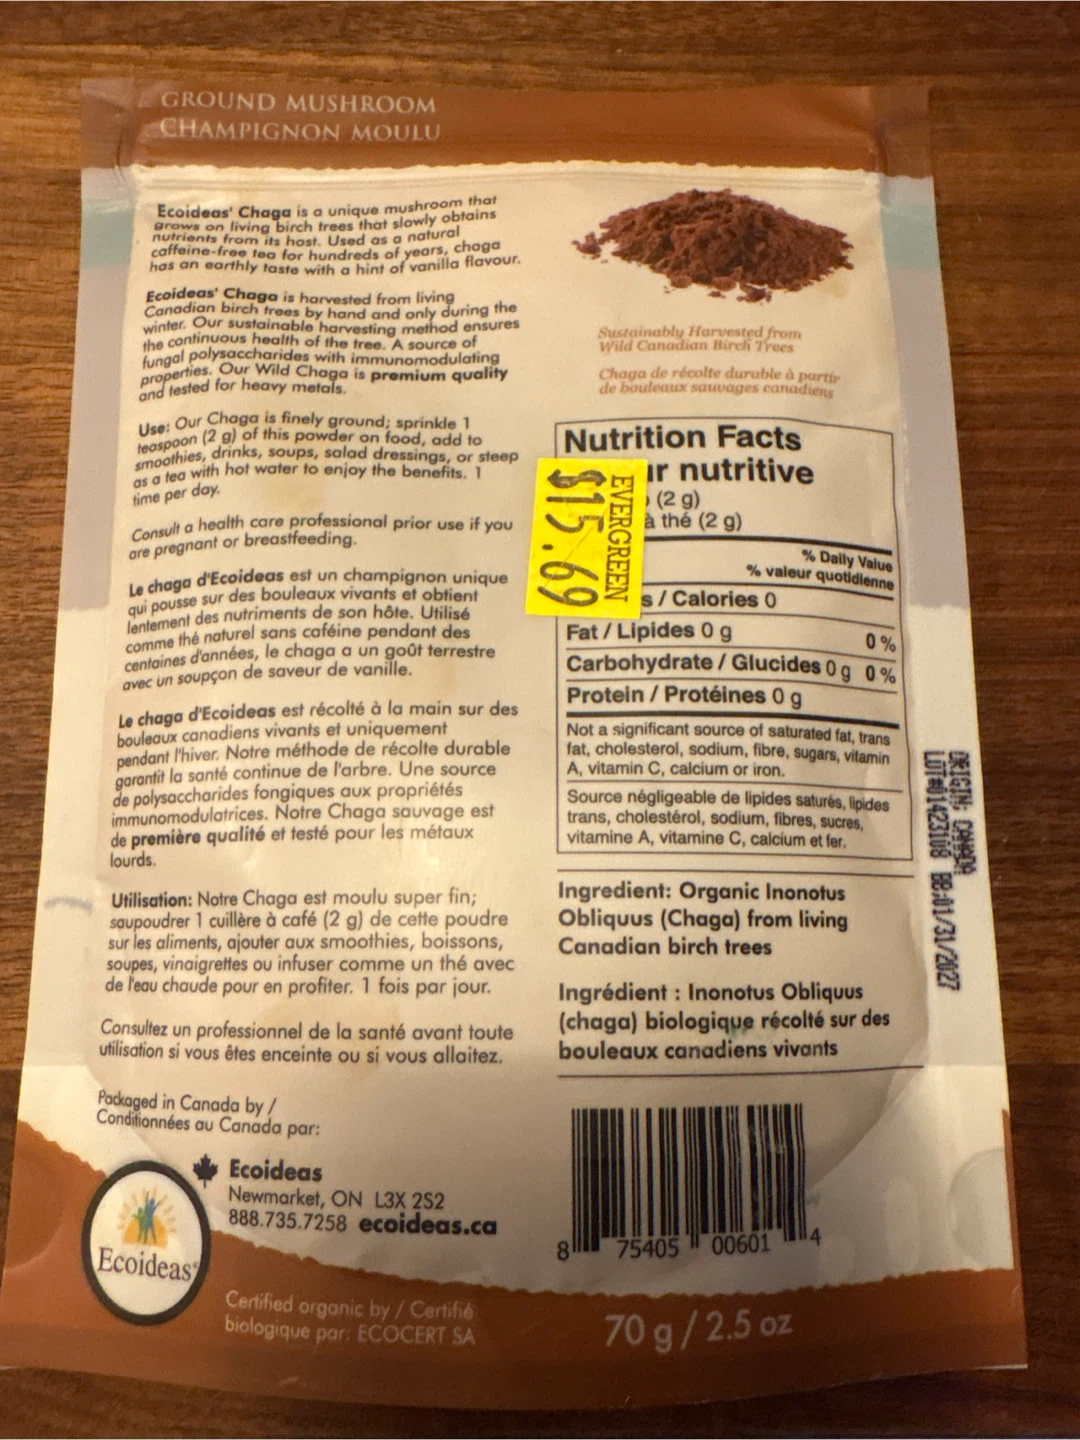 GROUND MUSHROOM
CHAMPIGNON MOULU
Ecoideas' Chaga is a unique mushroom that
grows on living birch trees that slowly obtains
nutrients from its host. Used as a natural
caffeine-free tea for hundreds of years, chaga
has an earthly taste with a hint of vanilla flavour.
Ecoideas' Chaga is harvested from living
Canadian birch trees by hand and only during the
winter. Our sustainable harvesting method ensures
the continuous health of the tree. A source of
fungal polysaccharides with immunomodulating
properties. Our Wild Chaga is premium quality
and tested for heavy metals.
Use: Our Chaga is finely ground; sprinkle 1
teaspoon (2 g) of this powder on food, add to
smoothies, drinks, soups, salad dressings, or steep
as a tea with hot water to enjoy the benefits. 1
time per day.
Consult a health care professional prior use if you
are pregnant or breastfeeding.
Le chaga d'Ecoideas est un champignon unique
qui pousse sur des bouleaux vivants et obtient
lentement des nutriments de son hôte. Utilisé
comme thé naturel sans caféine pendant des
centaines d'années, le chaga a un goût terrestre
avec un soupçon de saveur de vanille.
Le chaga d'Ecoideas est récolté à la main sur des
bouleaux canadiens vivants et uniquement
pendant l'hiver. Notre méthode de récolte durable
garantit la santé continue de l'arbre. Une source
de polysaccharides fongiques aux propriétés
immunomodulatrices. Notre Chaga sauvage est
de première qualité et testé pour les métaux
lourds.
Utilisation: Notre Chaga est moulu super fin;
saupoudrer 1 cuillère à café (2 g) de cette poudre
sur les aliments, ajouter aux smoothies, boissons,
soupes, vinaigrettes ou infuser comme un thé avec
de l'eau chaude pour en profiter. 1 fois par jour.
Consultez un professionnel de la santé avant toute
utilisation si vous êtes enceinte ou si vous allaitez.
Packaged in Canada by /
Conditionnées au Canada par:
Ecoideas
Newmarket, ON L3X 2S2
888.735.7258 ecoideas.ca
Ecoideas
Certified organic by / Certifié
biologique par: ECOCERT SA
Sustainably Harvested from
Wild Canadian Birch Trees
Chaga de récolte durable à partir
de bouleaux sauvages canadiens
Nutrition Facts
ur nutritive
(2 g)
à thé (2 g)
EVERGREEN
$15.69
% Daily Value
% valeur quotidienne
s / Calories 0
Fat / Lipides 0 g 0 %
Carbohydrate / Glucides 0 g 0 %
Protein / Protéines 0 g
Not a significant source of saturated fat, trans
fat, cholesterol, sodium, fibre, sugars, vitamin
A, vitamin C, calcium or iron.
Source négligeable de lipides saturés, lipides
trans, cholestérol, sodium, fibres, sucres,
vitamine A, vitamine C, calcium et fer.
Ingredient: Organic Inonotus
Obliquus (Chaga) from living
Canadian birch trees
Ingrédient : Inonotus Obliquus
(chaga) biologique récolté sur des
bouleaux canadiens vivants
8 75405 00601 4
70 g / 2.5 oz
ORIGIN: CANADA
LOT#01423108 BB:01/31/2027